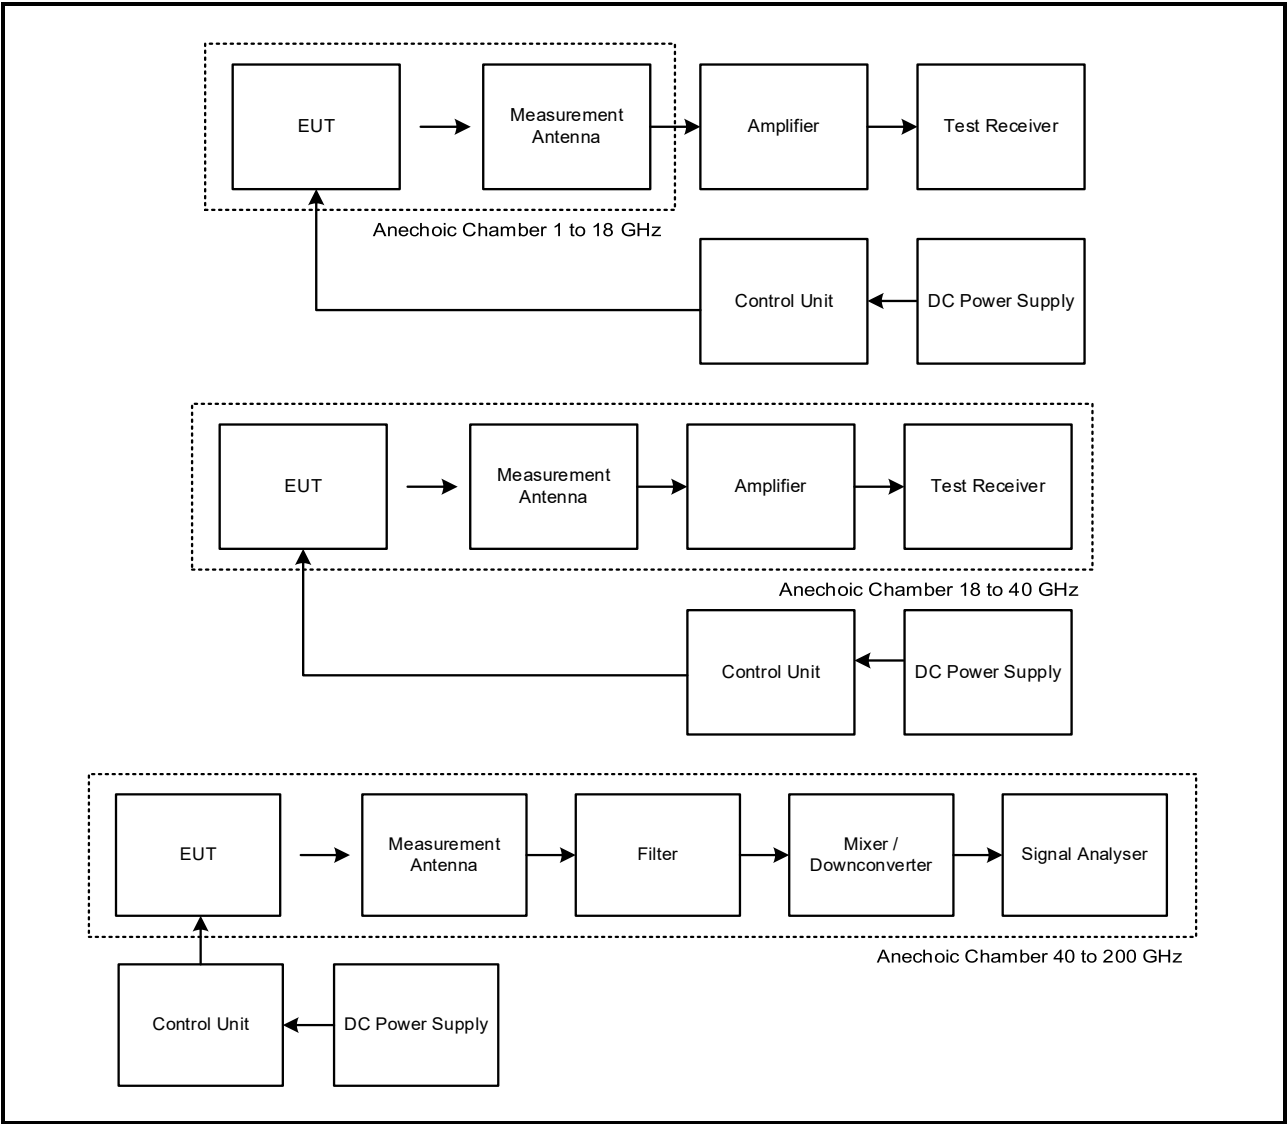 EUT
Measurement
Antenna
Amplifier
Test Receiver
Anechoic Chamber 1 to 18 GHz
Control Unit
DC Power Supply
EUT
Measurement
Antenna
Amplifier
Test Receiver
Anechoic Chamber 18 to 40 GHz
Control Unit
DC Power Supply
EUT
Measurement
Antenna
Filter
Mixer /
Downconverter
Signal Analyser
Anechoic Chamber 40 to 200 GHz
Control Unit
DC Power Supply